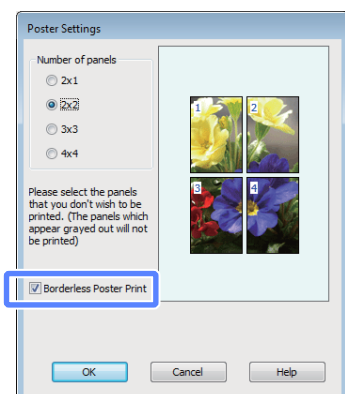 Poster Settings
Number of panels
2x1
2x2
3x3
4x4
Please select the panels
that you don't wish to be
printed. (The panels which
appear grayed out will not
be printed)
Borderless Poster Print
1
2
3
4
OK
Cancel
Help